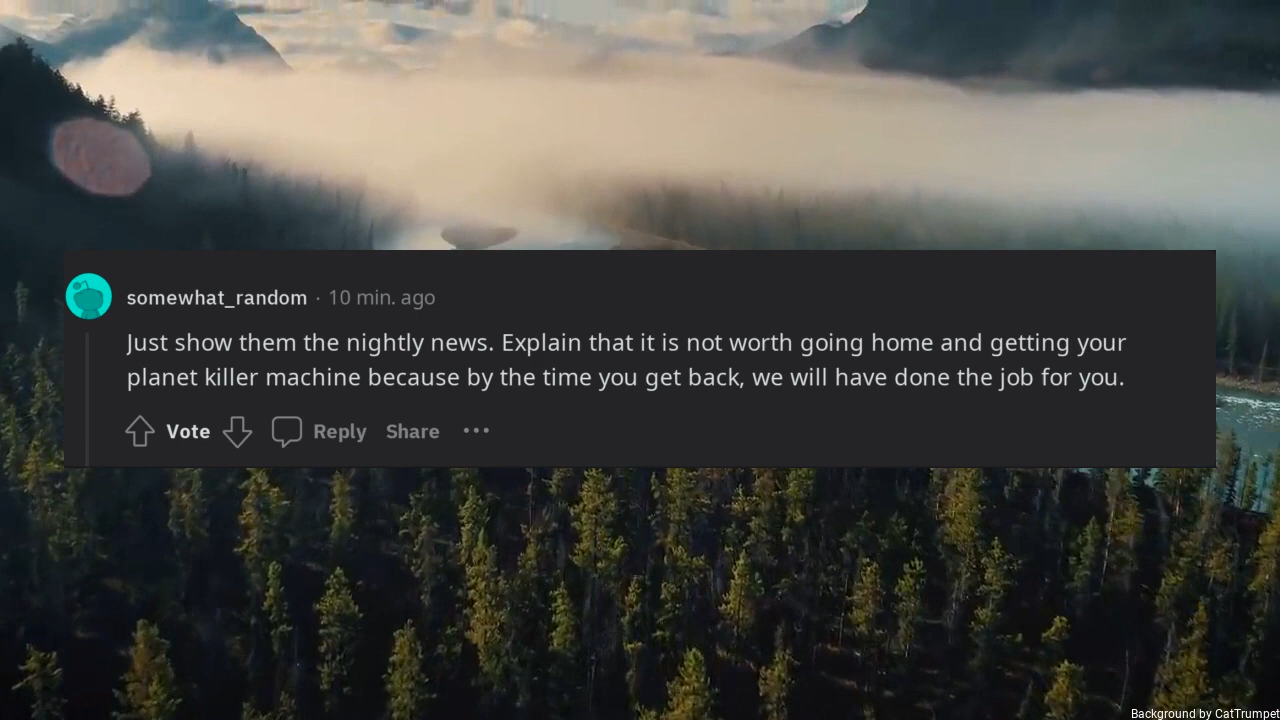 somewhat_random · 10 min. ago
Just show them the nightly news. Explain that it is not worth going home and getting your
planet killer machine because by the time you get back, we will have done the job for you.
Vote Reply Share •••
Background by CatTrumpet